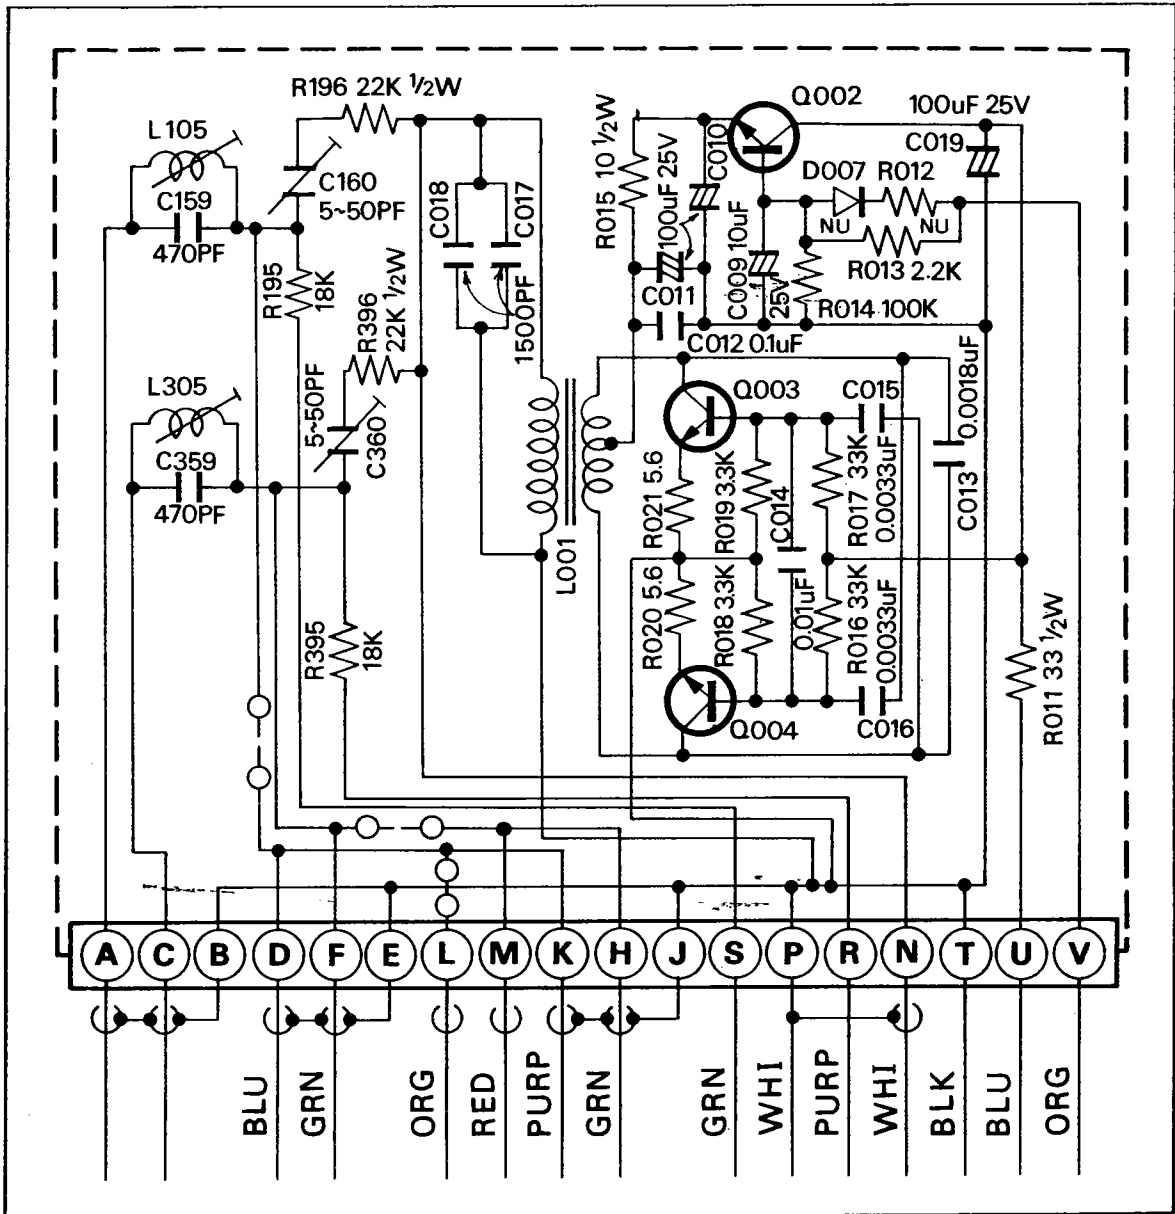 R196 22K ½W
L105
C159
470PF
C160
5~50PF
R195
18K
R396
22K ½W
L305
C359
470PF
5~50PF
C360
R395
18K
C018
C017
1500PF
L001
R015 10 ½W
100uF 25V
C010
C011
C012 0.1uF
Q002
C009 10uF
25V
D007
NU
R012
NU
R013 2.2K
R014 100K
100uF 25V
C019
Q003
C015
R021 5.6
R019 3.3K
C014
R017 33K
0.0033uF
0.0018uF
C013
R020 5.6
R018 3.3K
0.01uF
R016 33K
0.0033uF
Q004
C016
R011 33 ½W
A C B D F E L M K H J S P R N T U V
BLU
GRN
ORG
RED
PURP
GRN
GRN
WHI
PURP
WHI
BLK
BLU
ORG